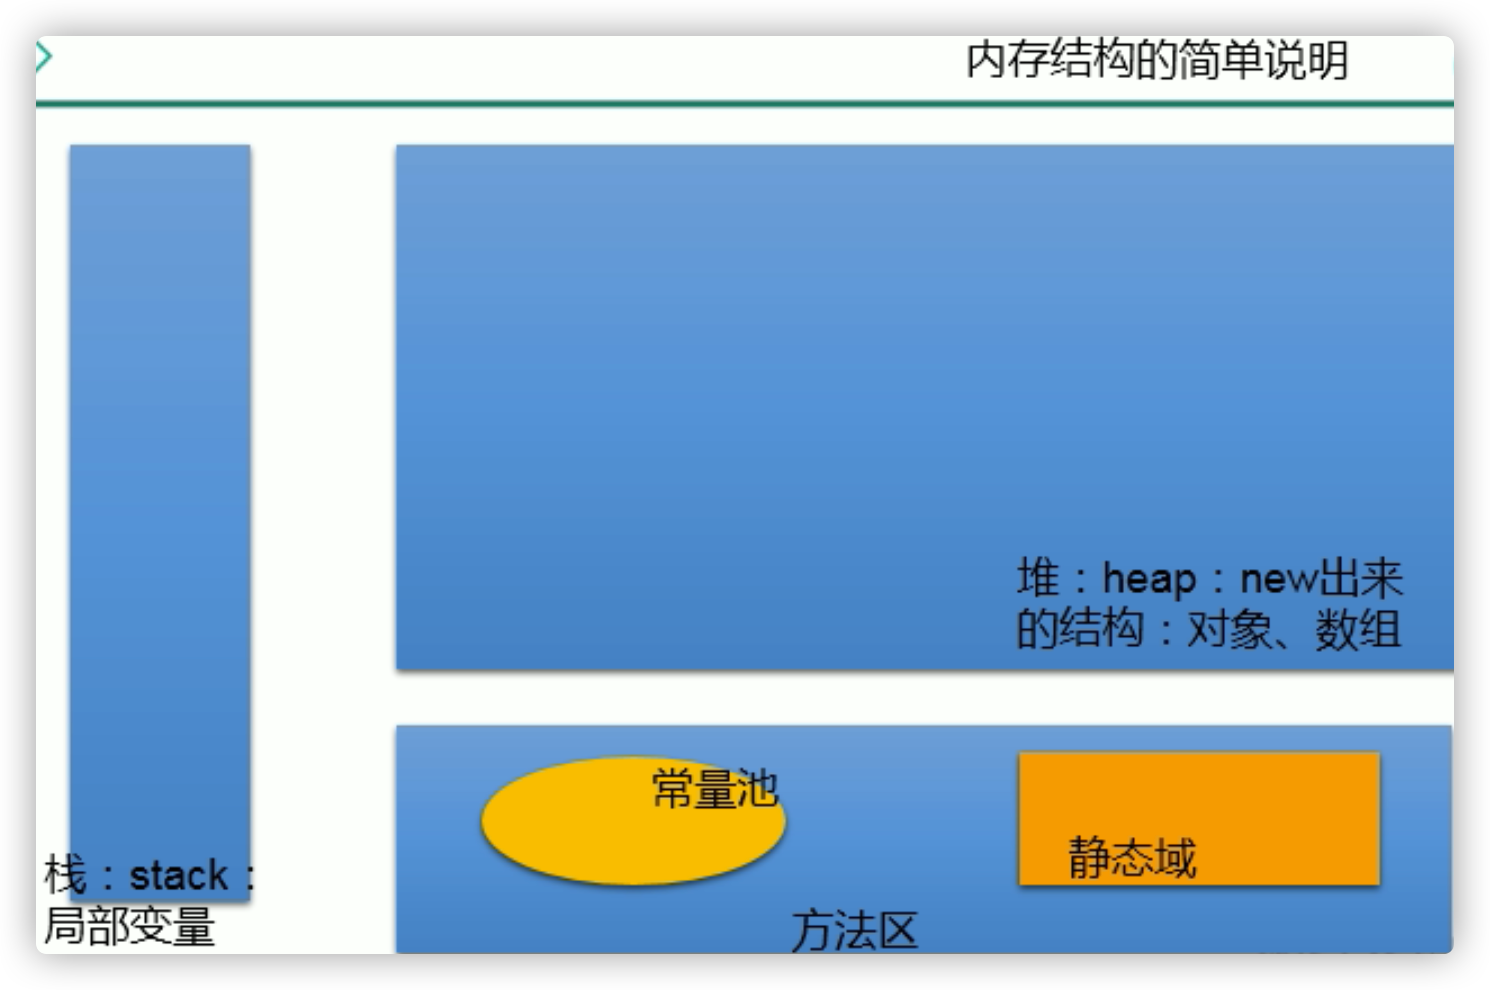 内存结构的简单说明
堆：heap：new出来
的结构：对象、数组
常量池
静态域
栈：stack：
局部变量
方法区